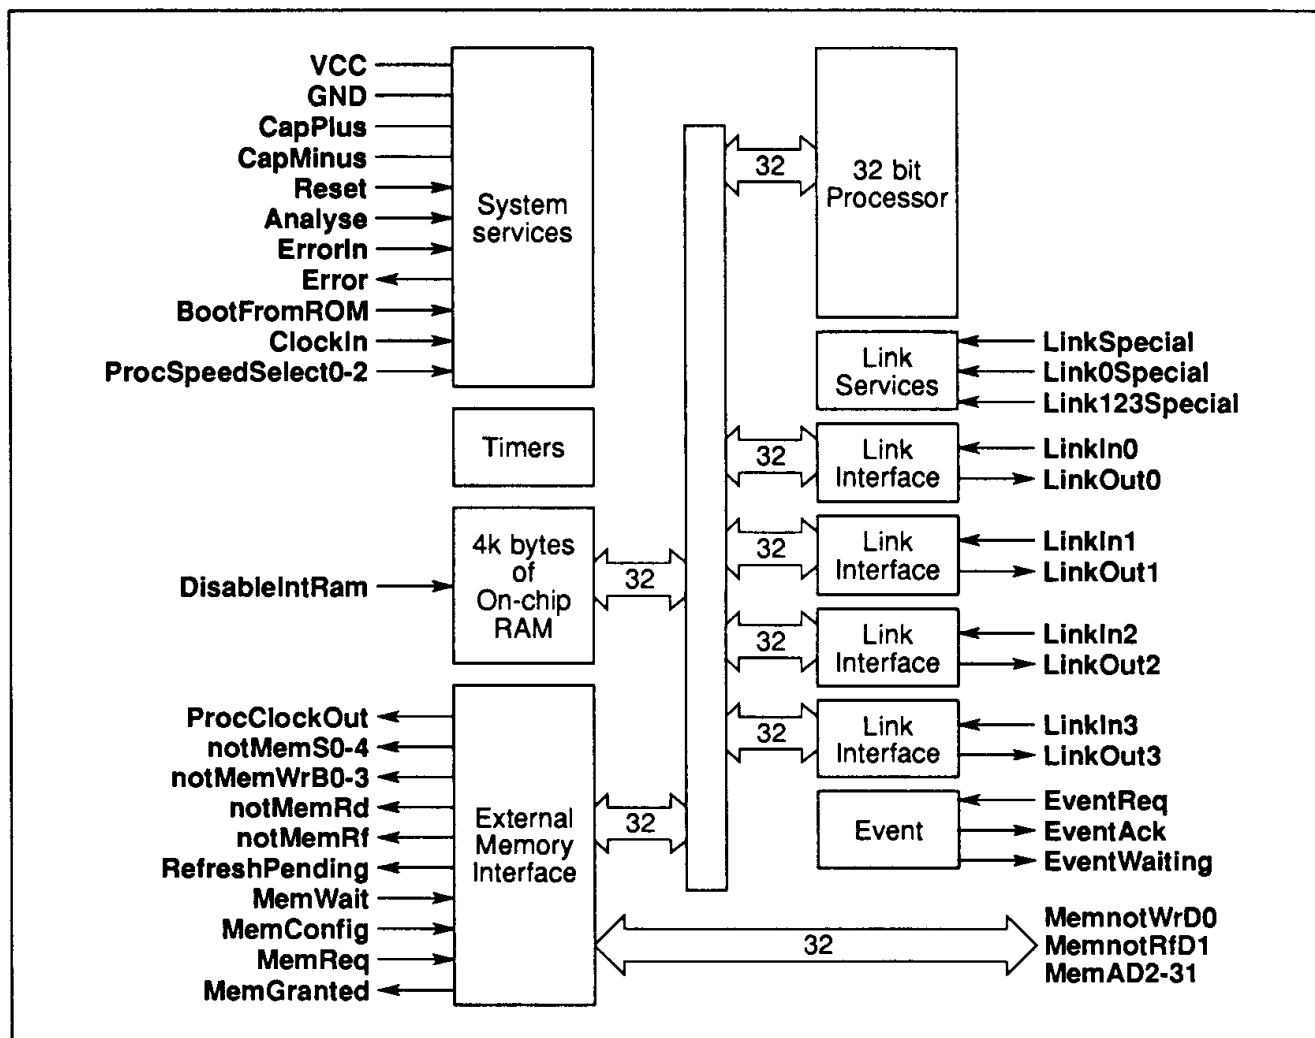 VCC
GND
CapPlus
CapMinus
Reset
Analyse
ErrorIn
Error
BootFromROM
ClockIn
ProcSpeedSelect0-2
System
services
Timers
DisableIntRam
4k bytes
of
On-chip
RAM
32
ProcClockOut
notMemS0-4
notMemWrB0-3
notMemRd
notMemRf
RefreshPending
MemWait
MemConfig
MemReq
MemGranted
External
Memory
Interface
32
32
32 bit
Processor
Link
Services
LinkSpecial
Link0Special
Link123Special
32
Link
Interface
LinkIn0
LinkOut0
32
Link
Interface
LinkIn1
LinkOut1
32
Link
Interface
LinkIn2
LinkOut2
32
Link
Interface
LinkIn3
LinkOut3
Event
EventReq
EventAck
EventWaiting
32
MemnotWrD0
MemnotRfD1
MemAD2-31